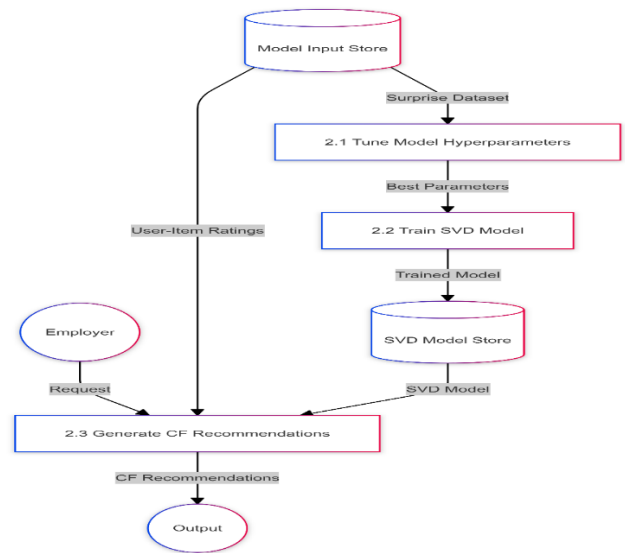 Model Input Store
Surprise Dataset
2.1 Tune Model Hyperparameters
Best Parameters
2.2 Train SVD Model
User-Item Ratings
Trained Model
Employer
SVD Model Store
Request
SVD Model
2.3 Generate CF Recommendations
CF Recommendations
Output